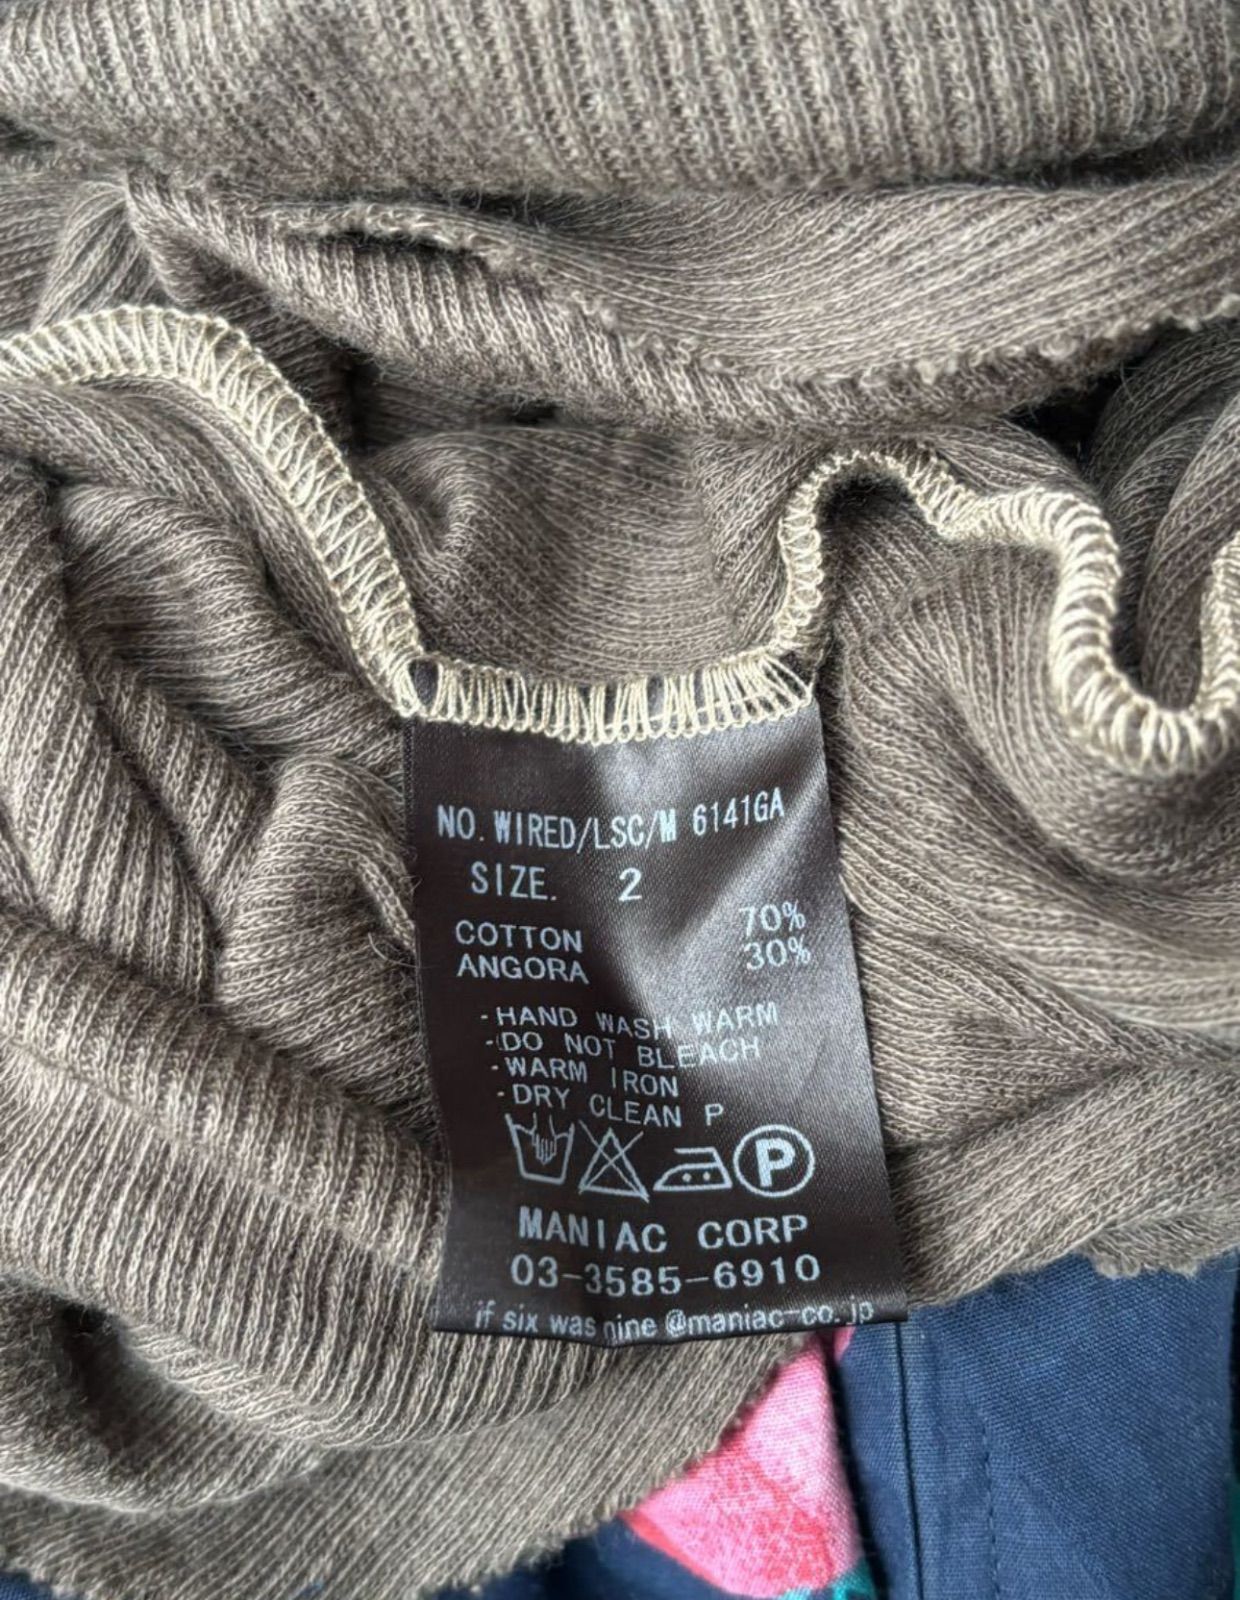 NO. WIRED/LSC/M 6141GA
SIZE. 2
COTTON 70%
ANGORA 30%
-HAND WASH WARM
-DO NOT BLEACH
-WARM IRON
-DRY CLEAN P
P
MANIAC CORP
03-3585-6910
if six was nine @maniac-co.jp